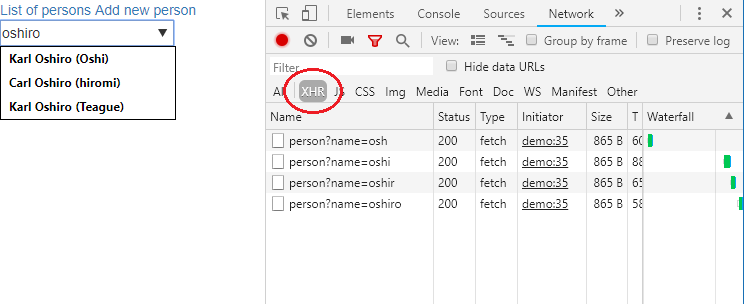 List of persons Add new person
oshiro
Karl Oshiro (Oshi)
Carl Oshiro (hiromi)
Karl Oshiro (Teague)
Elements Console Sources Network
View: Group by frame Preserve log
Filter Hide data URLs
XHR JS CSS Img Media Font Doc WS Manifest Other
Name Status Type Initiator Size T Waterfall
person?name=osh 200 fetch demo:35 865 B 60
person?name=oshi 200 fetch demo:35 865 B 88
person?name=oshir 200 fetch demo:35 865 B 65
person?name=oshiro 200 fetch demo:35 865 B 58